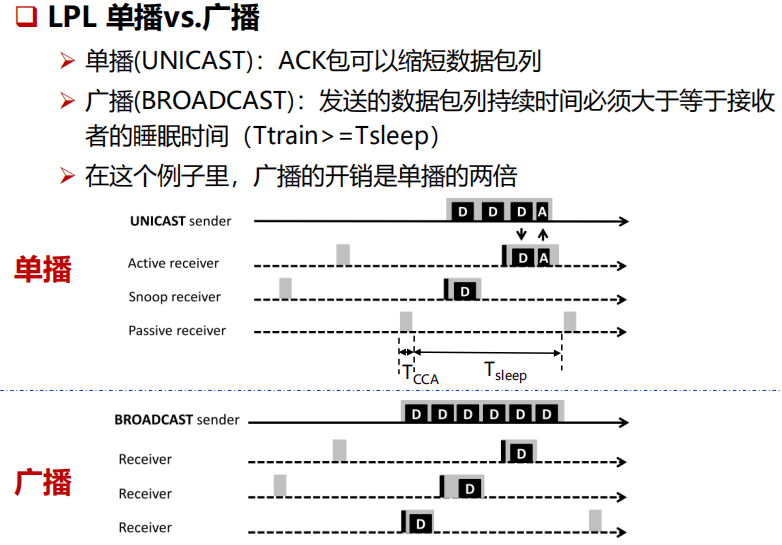 LPL 单播vs.广播
单播(UNICAST)：ACK包可以缩短数据包列
广播(BROADCAST)：发送的数据包列持续时间必须大于等于接收
者的睡眠时间（Ttrain>=Tsleep）
在这个例子里，广播的开销是单播的两倍
UNICAST sender
D D D A
单播
Active receiver
D A
Snoop receiver
D
Passive receiver
TCCA
Tsleep
BROADCAST sender
D D D D D D
广播
Receiver
D
Receiver
D
Receiver
D